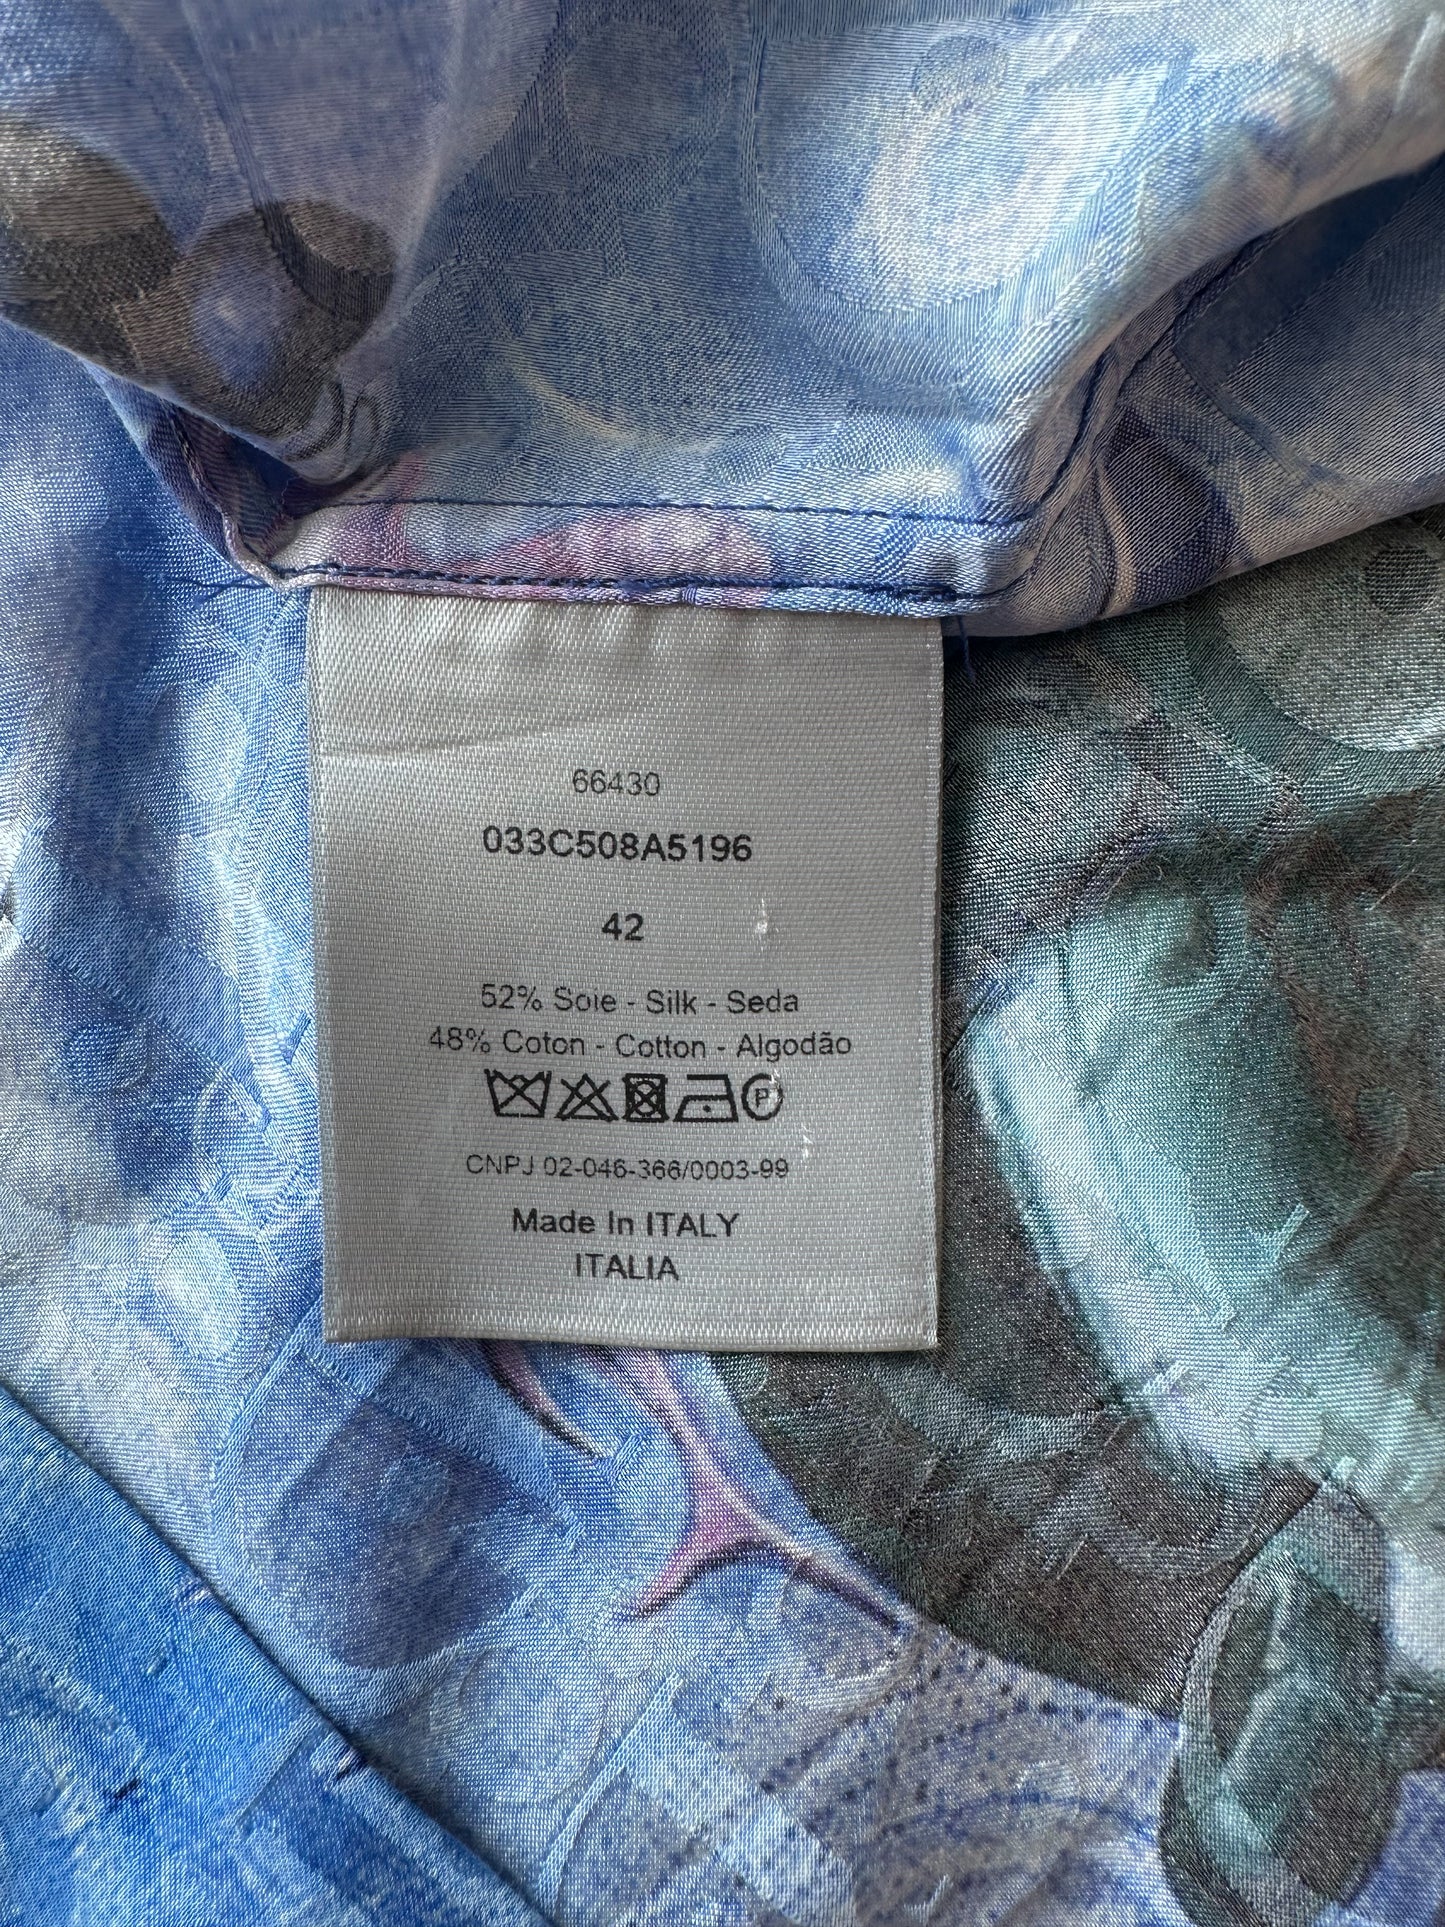 66430
033C508A5196
42
52% Soie - Silk - Seda
48% Coton - Cotton - Algodão
P
CNPJ 02-046-366/0003-99
Made In ITALY
ITALIA